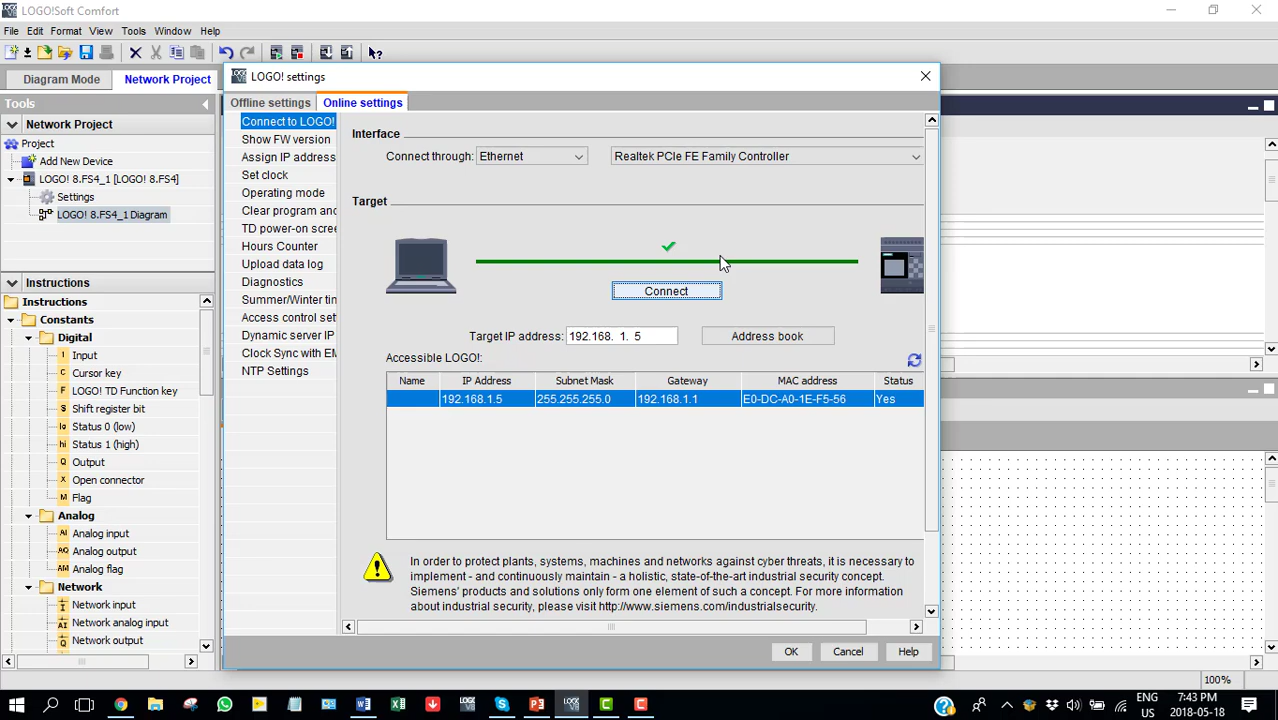 LOGO!Soft Comfort
File Edit Format View Tools Window Help
Diagram Mode Network Project
Tools
Network Project
Project
Add New Device
LOGO! 8.FS4_1 [LOGO! 8.FS4]
Settings
LOGO! 8.FS4_1 Diagram
Instructions
Instructions
Constants
Digital
I Input
C Cursor key
F LOGO! TD Function key
S Shift register bit
lo Status 0 (low)
hi Status 1 (high)
Q Output
X Open connector
M Flag
Analog
AI Analog input
AQ Analog output
AM Analog flag
Network
Network input
Network analog input
Network output
LOGO! settings
Offline settings Online settings
Connect to LOGO!
Show FW version
Assign IP address
Set clock
Operating mode
Clear program and
TD power-on scree
Hours Counter
Upload data log
Diagnostics
Summer/Winter tim
Access control set
Dynamic server IP
Clock Sync with EM
NTP Settings
Interface
Connect through: Ethernet Realtek PCIe FE Family Controller
Target
Connect
Target IP address: 192.168. 1. 5 Address book
Accessible LOGO!:
Name IP Address Subnet Mask Gateway MAC address Status
192.168.1.5 255.255.255.0 192.168.1.1 E0-DC-A0-1E-F5-56 Yes
In order to protect plants, systems, machines and networks against cyber threats, it is necessary to
implement - and continuously maintain - a holistic, state-of-the-art industrial security concept.
Siemens' products and solutions only form one element of such a concept. For more information
about industrial security, please visit http://www.siemens.com/industrialsecurity.
OK Cancel Help
100%
ENG 7:43 PM
US 2018-05-18